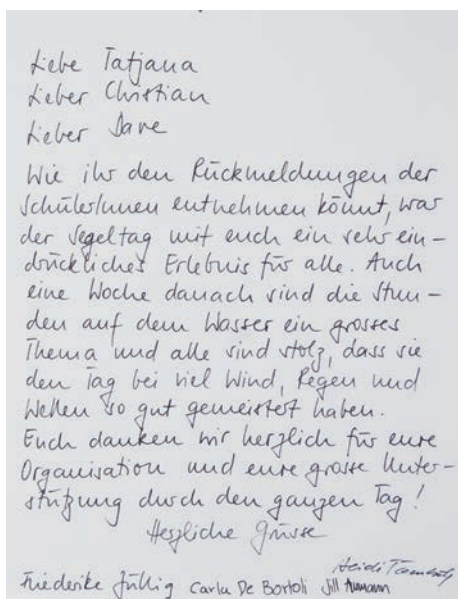 Liebe Tatjana
Lieber Christian
Lieber Dave
Wie ihr den Rückmeldungen der
SchülerInnen entnehmen könnt, war
der Segeltag mit euch ein sehr ein-
drückliches Erlebnis für alle. Auch
eine Woche danach sind die Stun-
den auf dem Wasser ein grosses
Thema und alle sind stolz, dass sie
den Tag bei viel Wind, Regen und
Wellen so gut gemeistert haben.
Euch danken wir herzlich für eure
Organisation und eure grosse Unter-
stützung durch den ganzen Tag!
Herzliche Grüsse
Heidi
Friederike Carla De Bortoli Jill